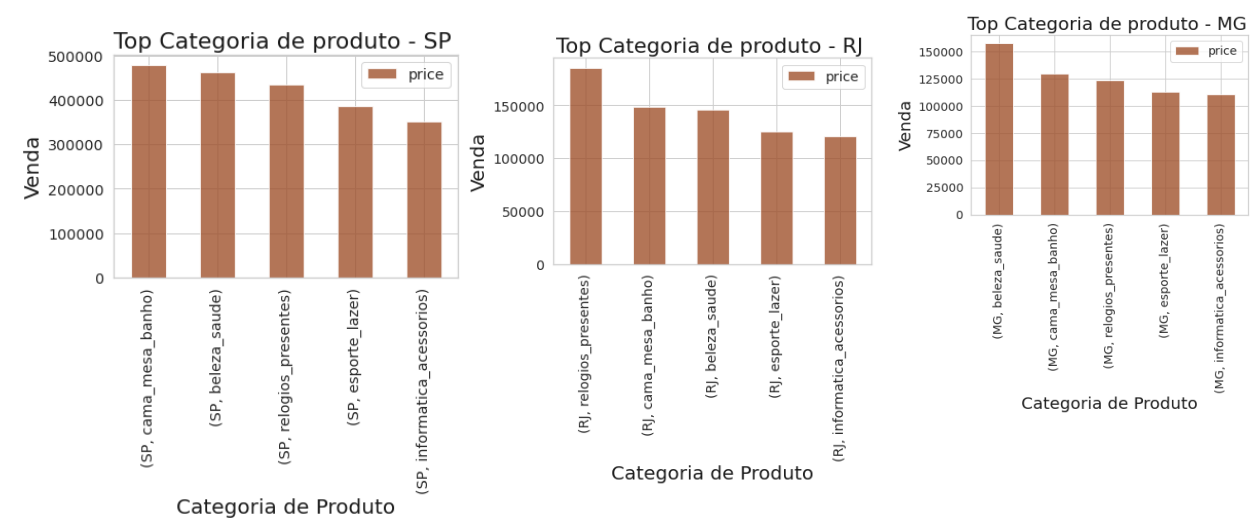 Top Categoria de produto - SP
price
Venda
500000
400000
300000
200000
100000
0
(SP, cama_mesa_banho)
(SP, beleza_saude)
(SP, relogios_presentes)
(SP, esporte_lazer)
(SP, informatica_acessorios)
Categoria de Produto
Top Categoria de produto - RJ
price
Venda
150000
100000
50000
0
(RJ, relogios_presentes)
(RJ, cama_mesa_banho)
(RJ, beleza_saude)
(RJ, esporte_lazer)
(RJ, informatica_acessorios)
Categoria de Produto
Top Categoria de produto - MG
price
Venda
150000
125000
100000
75000
50000
25000
0
(MG, beleza_saude)
(MG, cama_mesa_banho)
(MG, relogios_presentes)
(MG, esporte_lazer)
(MG, informatica_acessorios)
Categoria de Produto